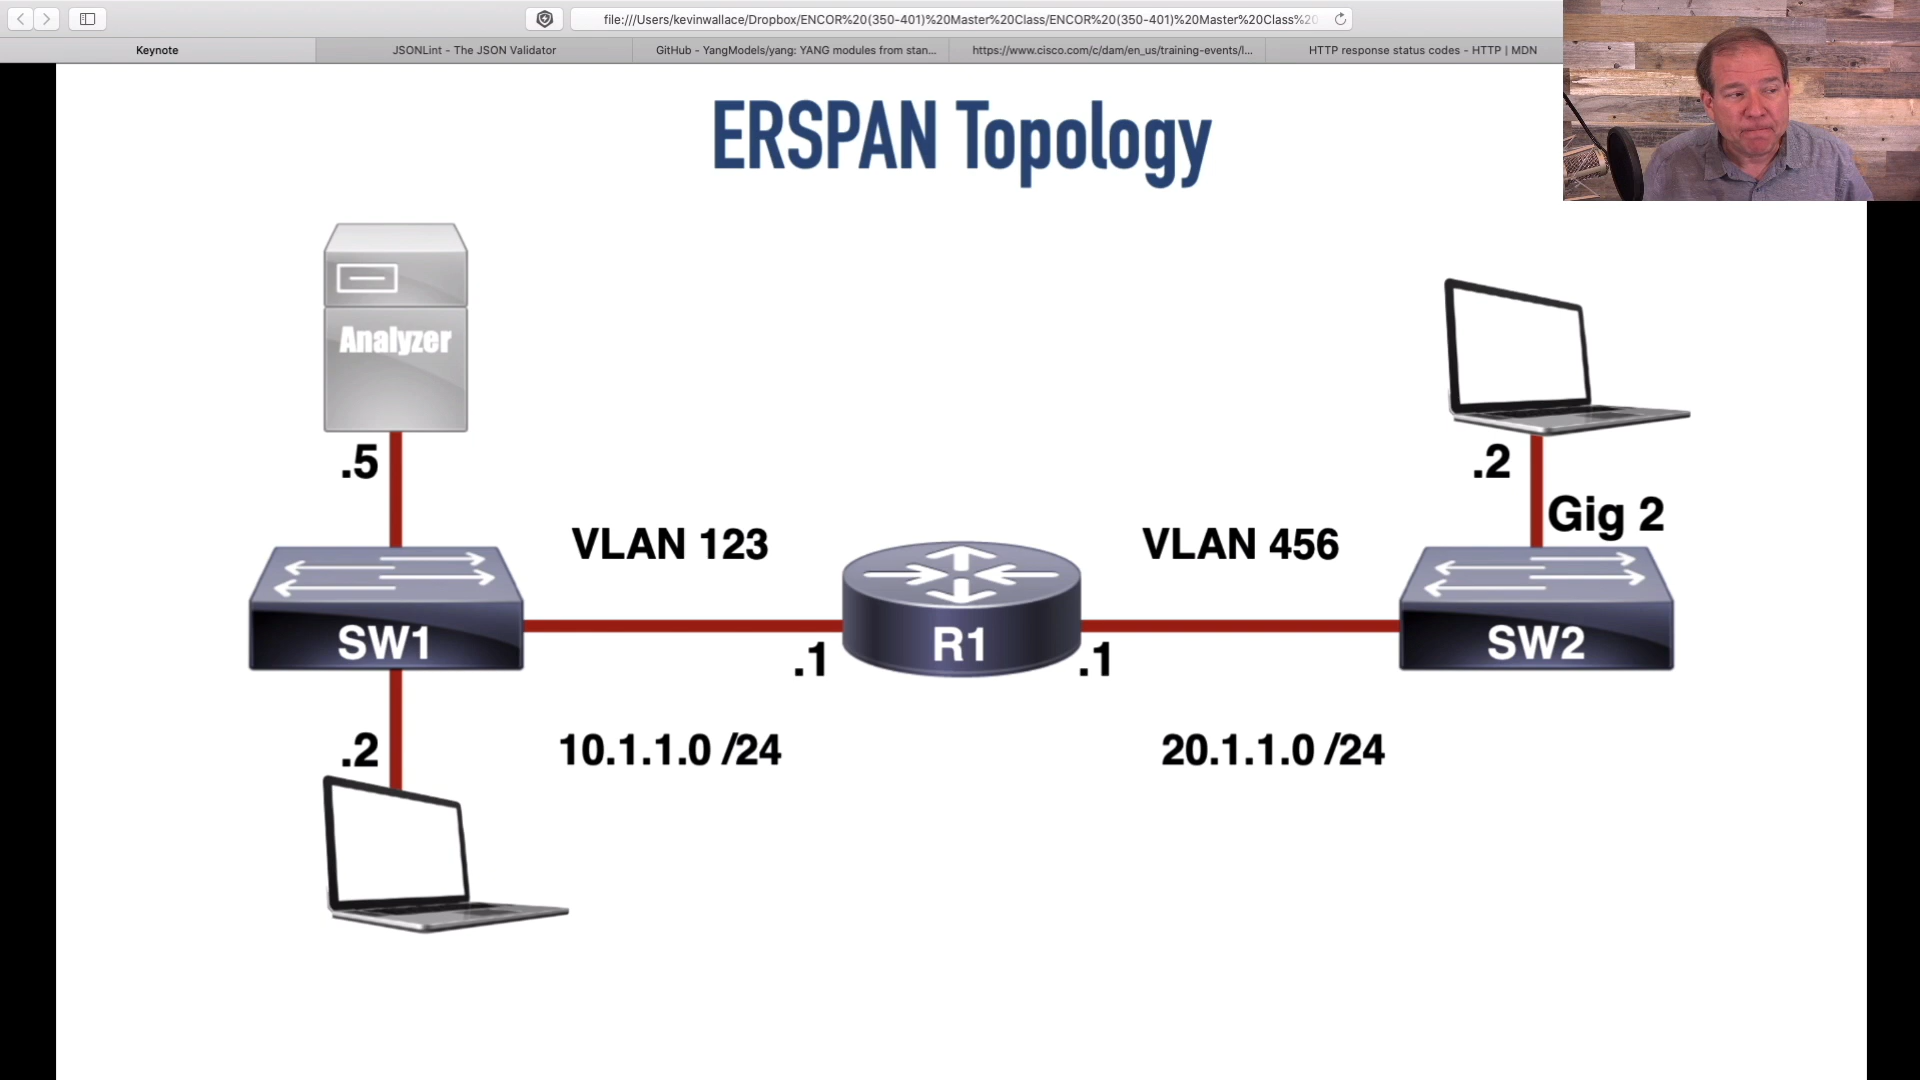 file:///Users/kevinwallace/Dropbox/ENCOR%20(350-401)%20Master%20Class/ENCOR%20(350-401)%20Master%20Class%20
Keynote
JSONLint - The JSON Validator
GitHub - YangModels/yang: YANG modules from stan...
https://www.cisco.com/c/dam/en_us/training-events/l...
HTTP response status codes - HTTP | MDN
ERSPAN Topology
Analyzer
.5
.2
Gig 2
VLAN 123
VLAN 456
SW1
R1
SW2
.1
.1
.2
10.1.1.0 /24
20.1.1.0 /24